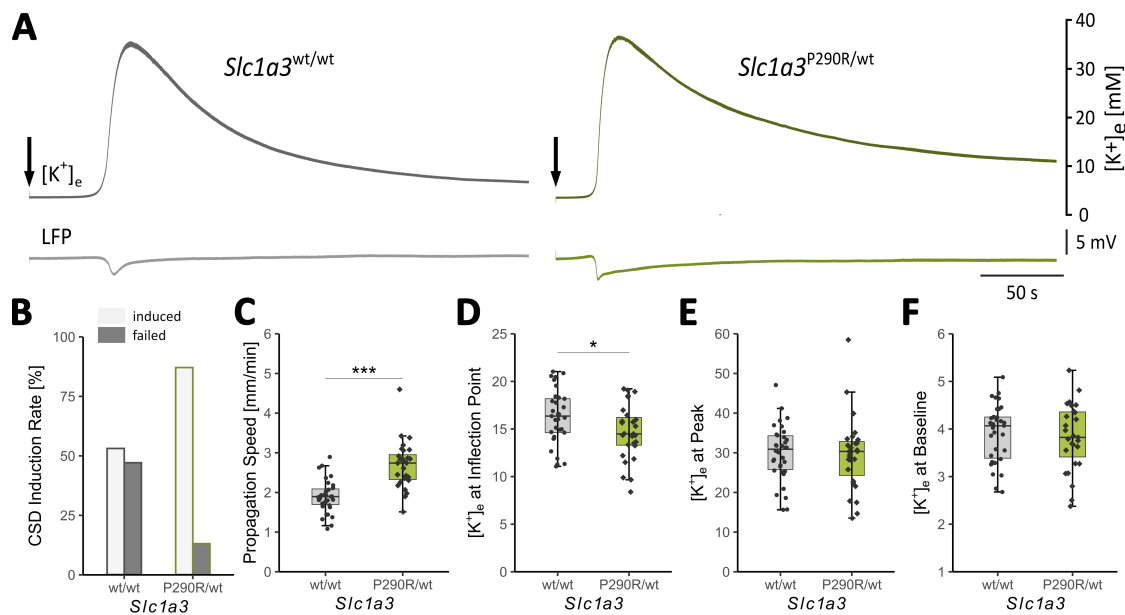 A
Slc1a3wt/wt
Slc1a3P290R/wt
[K+]e
LFP
40
30
20
10
0
[K+]e [mM]
5 mV
50 s
B
induced
failed
CSD Induction Rate [%]
100
75
50
25
0
wt/wt
P290R/wt
Slc1a3
C
Propagation Speed [mm/min]
6
5
4
3
2
1
0
***
wt/wt
P290R/wt
Slc1a3
D
[K+]e at Inflection Point
25
20
15
10
5
0
*
wt/wt
P290R/wt
Slc1a3
E
[K+]e at Peak
60
50
40
30
20
10
0
wt/wt
P290R/wt
Slc1a3
F
[K+]e at Baseline
6
5
4
3
2
1
wt/wt
P290R/wt
Slc1a3